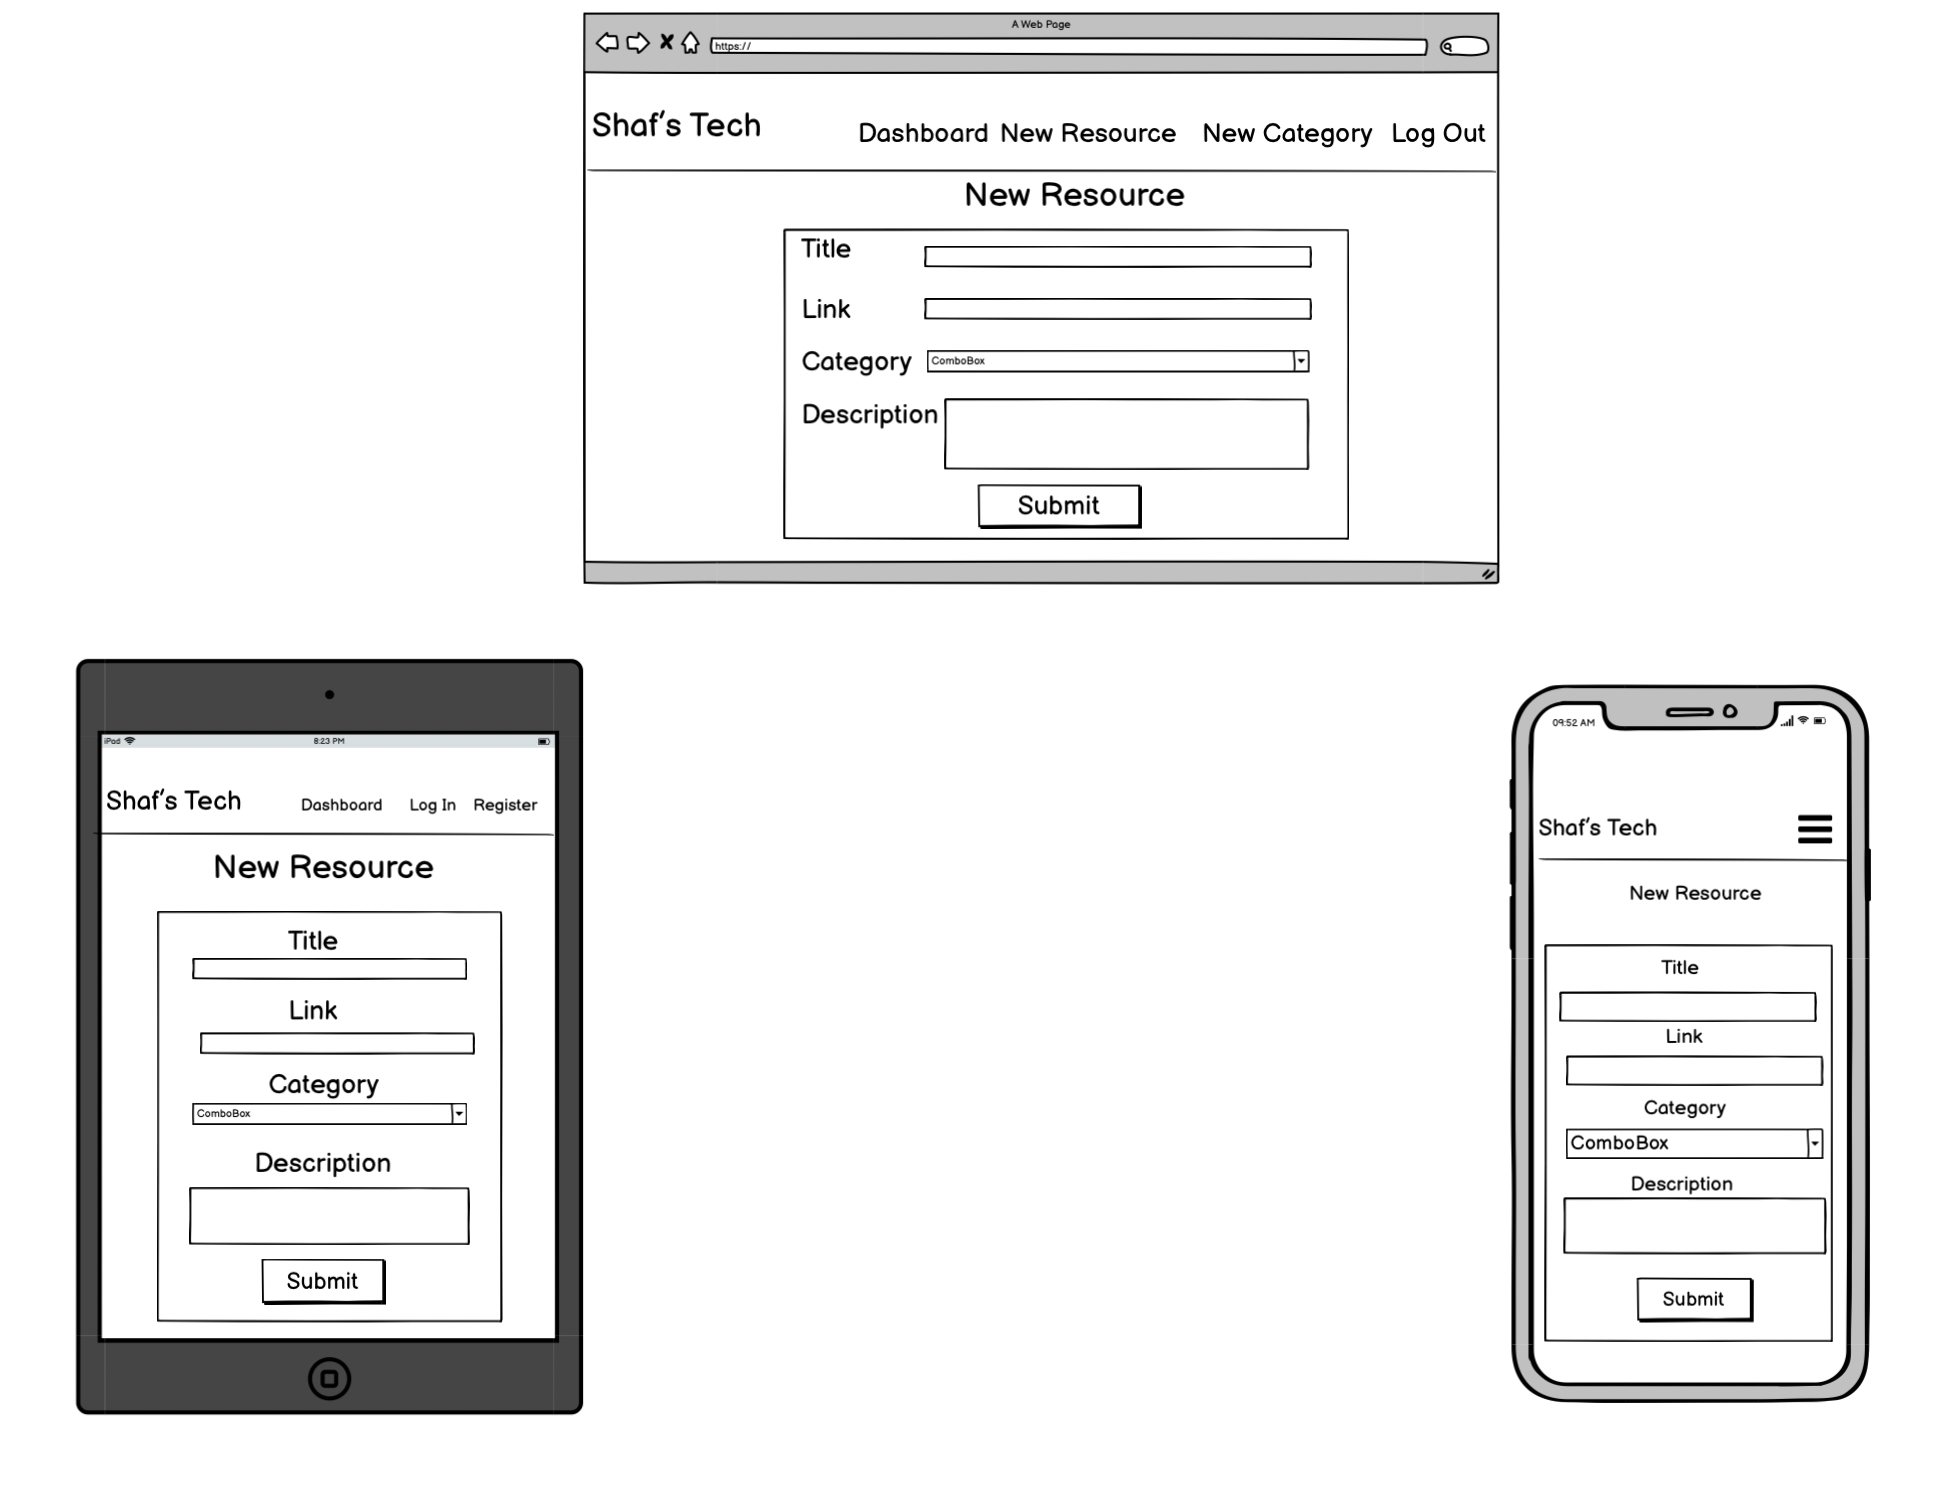 A Web Page
https://
Shaf's Tech Dashboard New Resource New Category Log Out
New Resource
Title
Link
Category ComboBox
Description
Submit
iPad 8:23 PM
Shaf's Tech Dashboard Log In Register
New Resource
Title
Link
Category
ComboBox
Description
Submit
09:52 AM
Shaf's Tech
New Resource
Title
Link
Category
ComboBox
Description
Submit